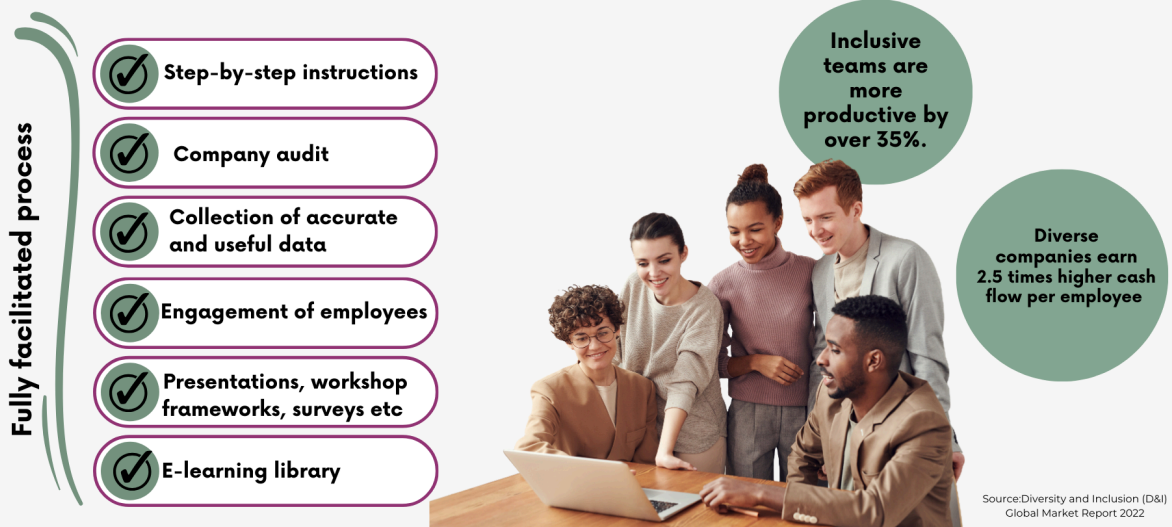 Fully facilitated process
Step-by-step instructions
Company audit
Collection of accurate
and useful data
Engagement of employees
Presentations, workshop
frameworks, surveys etc
E-learning library
Inclusive
teams are
more
productive by
over 35%.
Diverse
companies earn
2.5 times higher cash
flow per employee
Source:Diversity and Inclusion (D&I)
Global Market Report 2022